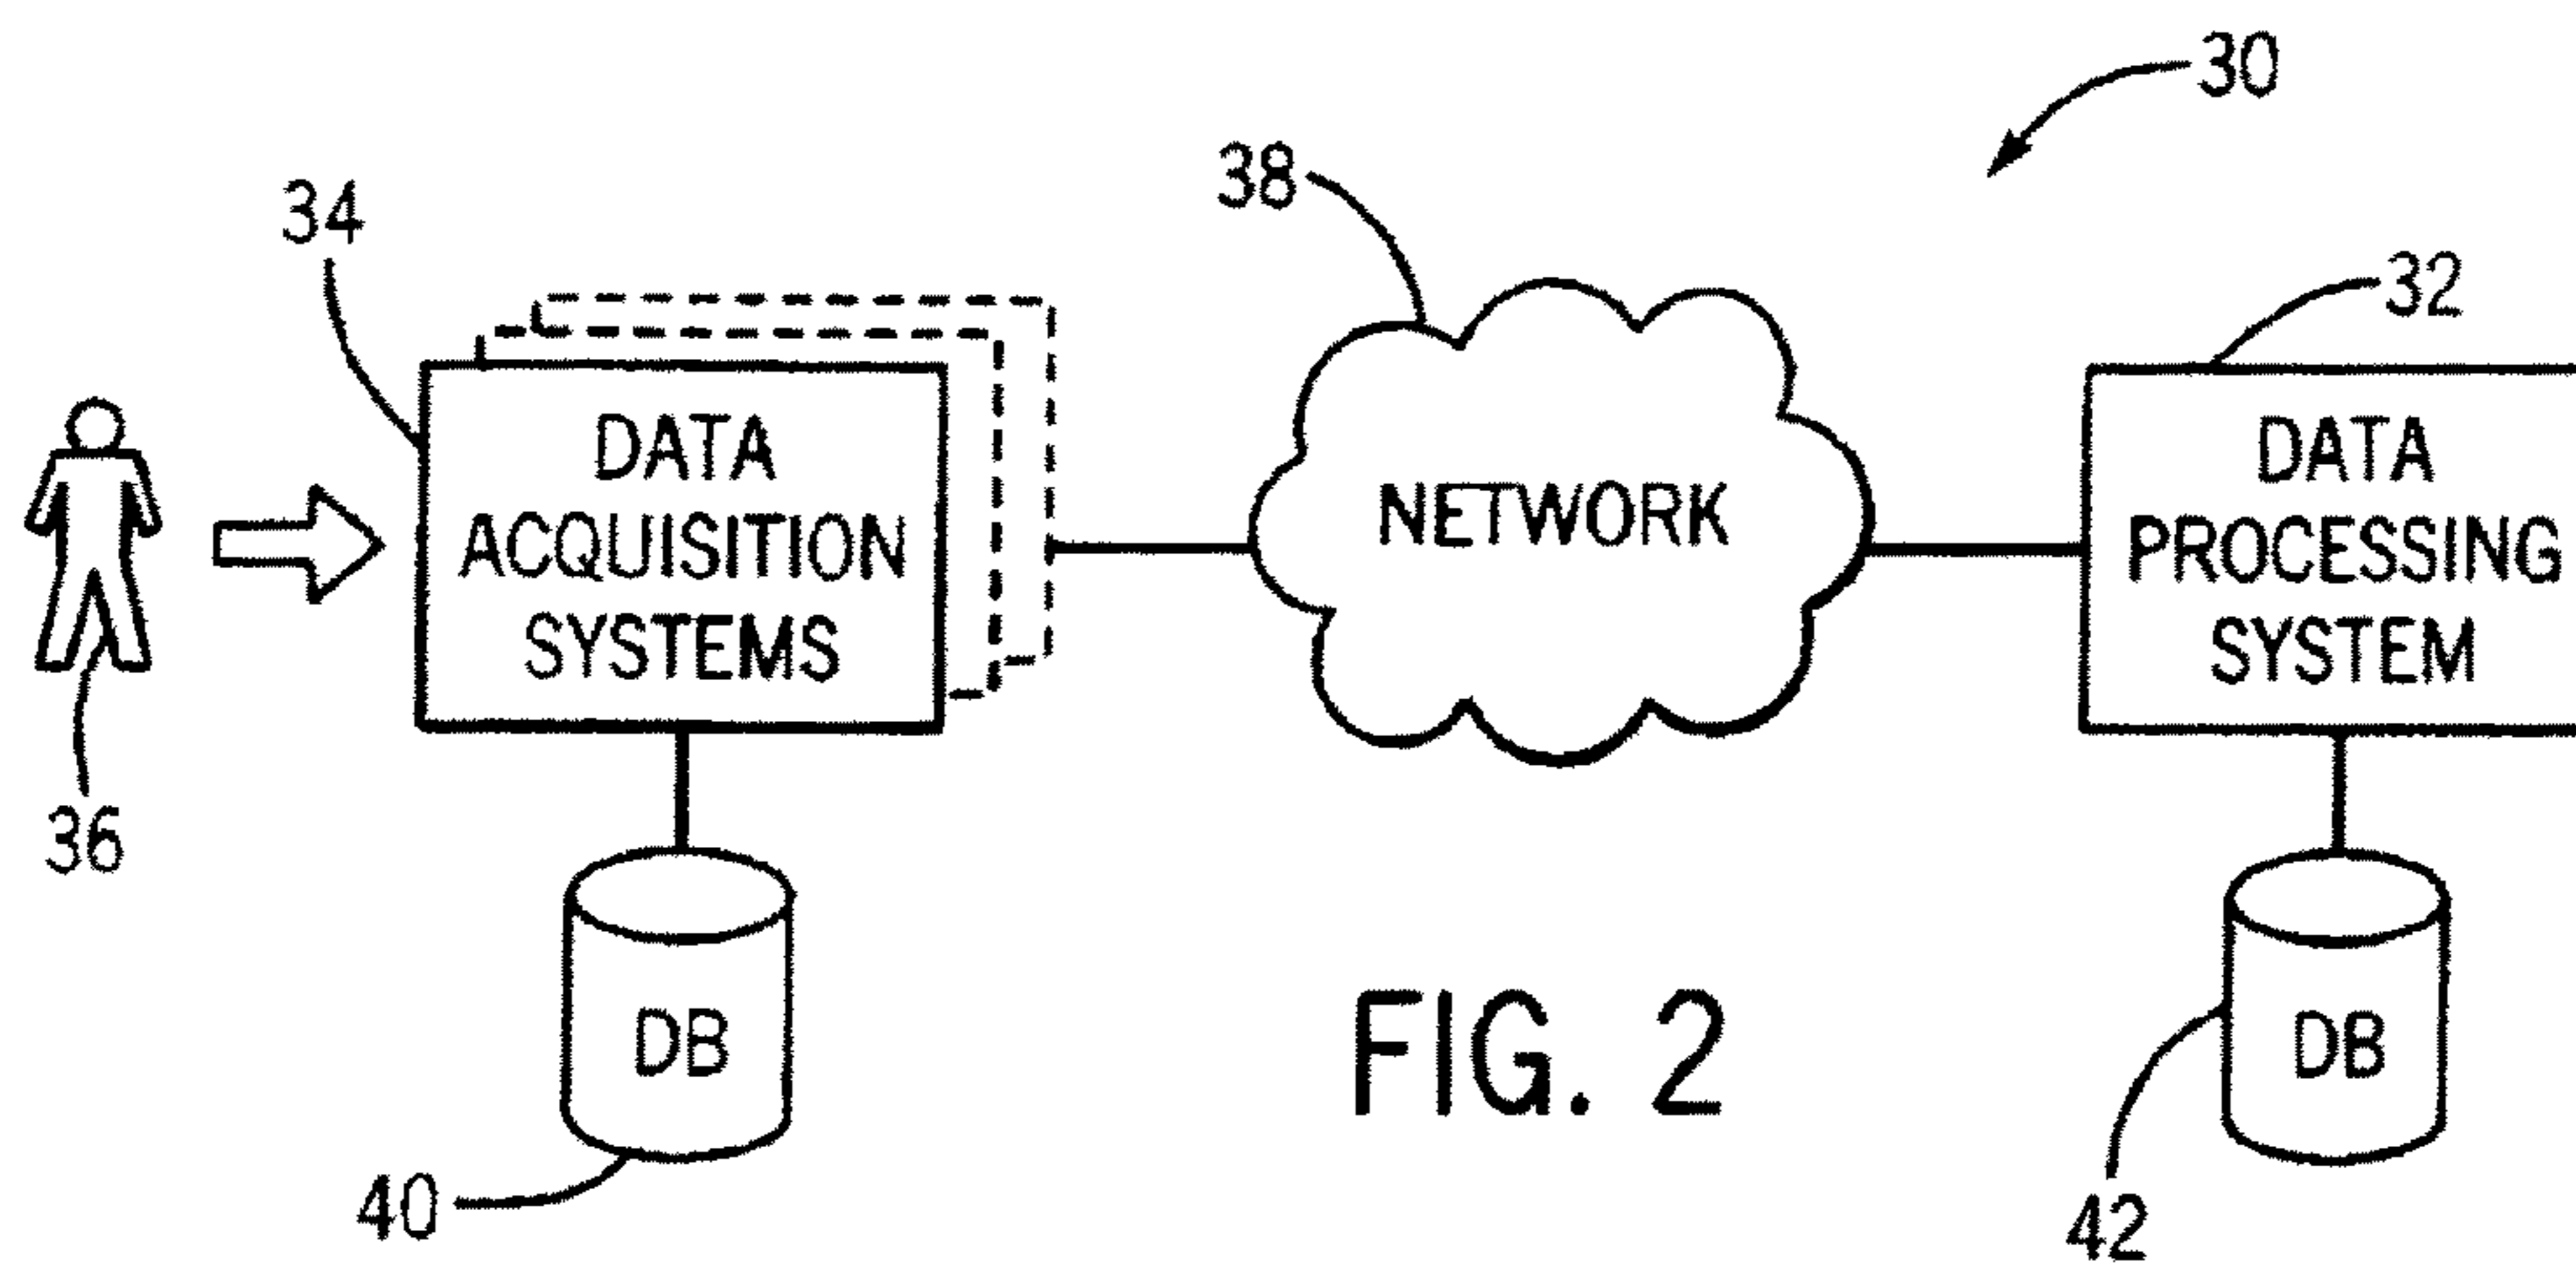 30
38
34
32
DATA
ACQUISITION
SYSTEMS
NETWORK
DATA
PROCESSING
SYSTEM
36
DB
DB
FIG. 2
40
42